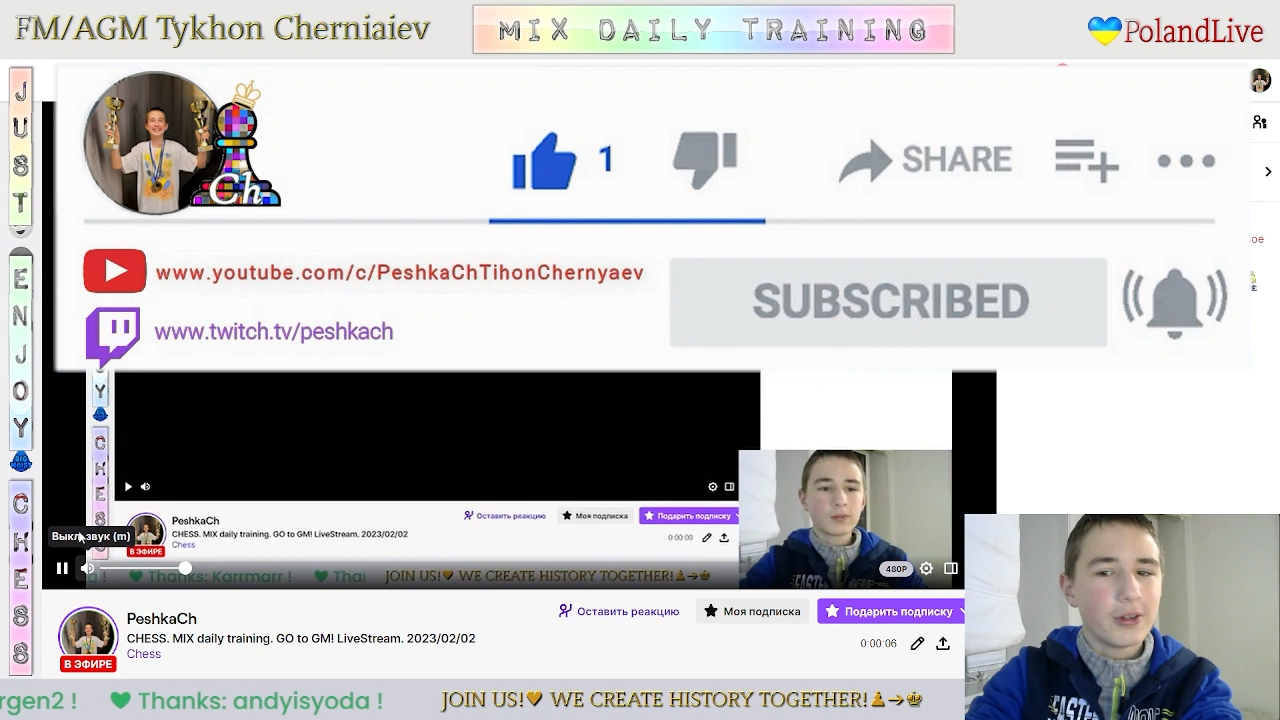 FM/AGM Tykhon Cherniaiev
MIX DAILY TRAINING
PolandLive
JUST
ENJOY
CHESS
Ch
1
SHARE
www.youtube.com/c/PeshkaChTihonChernyaev
SUBSCRIBED
www.twitch.tv/peshkach
Y
CHES
PeshkaCh
Оставить реакцию
Моя подписка
Подарить подписку
CHESS. MIX daily training. GO to GM! LiveStream. 2023/02/02
Chess
0:00:00
В ЭФИРЕ
Выкл. звук (m)
Thanks: Karrmarr !
JOIN US! WE CREATE HISTORY TOGETHER!
480P
PeshkaCh
Оставить реакцию
Моя подписка
Подарить подписку
CHESS. MIX daily training. GO to GM! LiveStream. 2023/02/02
Chess
0:00:06
В ЭФИРЕ
rgen2 !
Thanks: andyisyoda !
JOIN US! WE CREATE HISTORY TOGETHER!